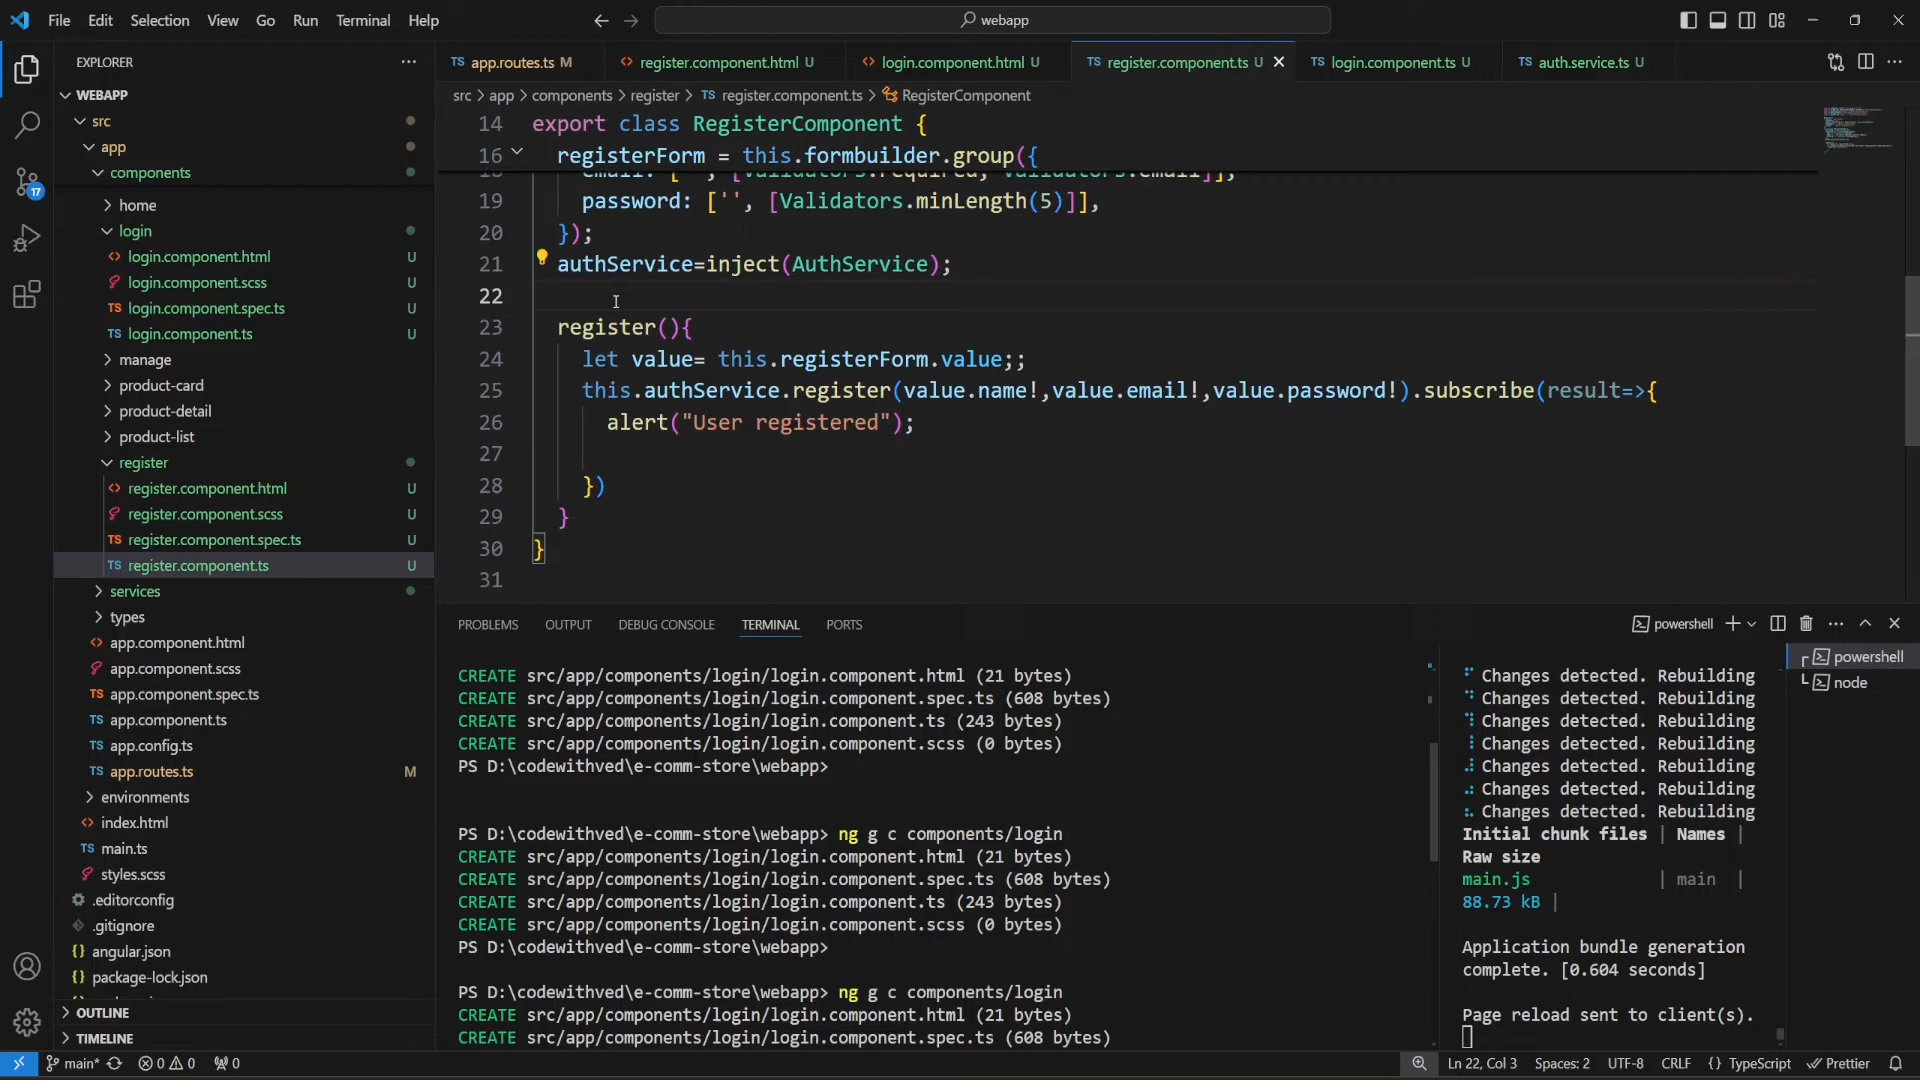 File Edit Selection View Go Run Terminal Help
webapp
EXPLORER
WEBAPP
src
app
components
home
login
login.component.html U
login.component.scss U
login.component.spec.ts U
login.component.ts U
manage
product-card
product-detail
product-list
register
register.component.html U
register.component.scss U
register.component.spec.ts U
register.component.ts U
services
types
app.component.html
app.component.scss
app.component.spec.ts
app.component.ts
app.config.ts
app.routes.ts M
environments
index.html
main.ts
styles.scss
.editorconfig
.gitignore
angular.json
package-lock.json
OUTLINE
TIMELINE
17
TS app.routes.ts M
register.component.html U
login.component.html U
TS register.component.ts U
TS login.component.ts U
TS auth.service.ts U
src > app > components > register > TS register.component.ts > RegisterComponent
14 export class RegisterComponent {
16 registerForm = this.formbuilder.group({
18 email: ['', [Validators.required, Validators.email]],
19 password: ['', [Validators.minLength(5)]],
20 });
21 authService=inject(AuthService);
22
23 register(){
24 let value= this.registerForm.value;;
25 this.authService.register(value.name!,value.email!,value.password!).subscribe(result=>{
26 alert("User registered");
27
28 })
29 }
30 }
31
PROBLEMS OUTPUT DEBUG CONSOLE TERMINAL PORTS
powershell
CREATE src/app/components/login/login.component.html (21 bytes)
CREATE src/app/components/login/login.component.spec.ts (608 bytes)
CREATE src/app/components/login/login.component.ts (243 bytes)
CREATE src/app/components/login/login.component.scss (0 bytes)
PS D:\codewithved\e-comm-store\webapp>
PS D:\codewithved\e-comm-store\webapp> ng g c components/login
CREATE src/app/components/login/login.component.html (21 bytes)
CREATE src/app/components/login/login.component.spec.ts (608 bytes)
CREATE src/app/components/login/login.component.ts (243 bytes)
CREATE src/app/components/login/login.component.scss (0 bytes)
PS D:\codewithved\e-comm-store\webapp>
PS D:\codewithved\e-comm-store\webapp> ng g c components/login
CREATE src/app/components/login/login.component.html (21 bytes)
CREATE src/app/components/login/login.component.spec.ts (608 bytes)
Changes detected. Rebuilding
Changes detected. Rebuilding
Changes detected. Rebuilding
Changes detected. Rebuilding
Changes detected. Rebuilding
Changes detected. Rebuilding
Changes detected. Rebuilding
Initial chunk files | Names |
Raw size
main.js | main |
88.73 kB |
Application bundle generation
complete. [0.604 seconds]
Page reload sent to client(s).
powershell
node
main* 0 0 0
Ln 22, Col 3 Spaces: 2 UTF-8 CRLF {} TypeScript Prettier